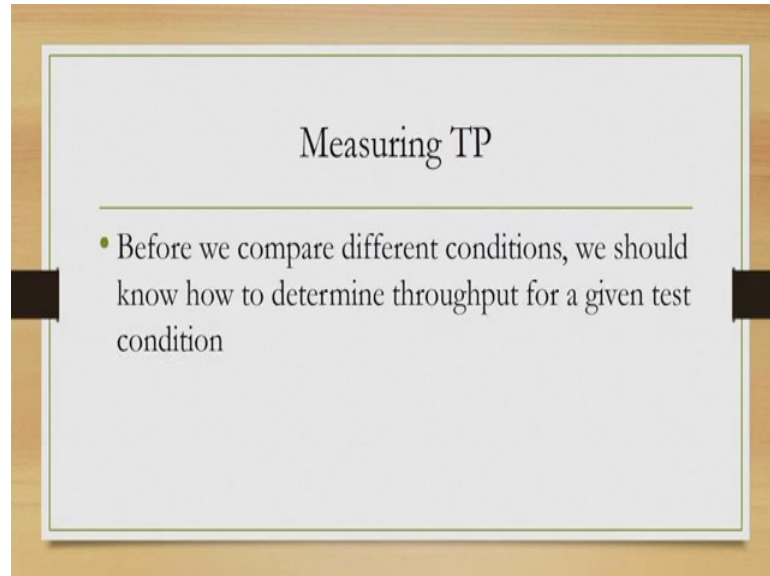 Measuring TP
• Before we compare different conditions, we should
know how to determine throughput for a given test
condition